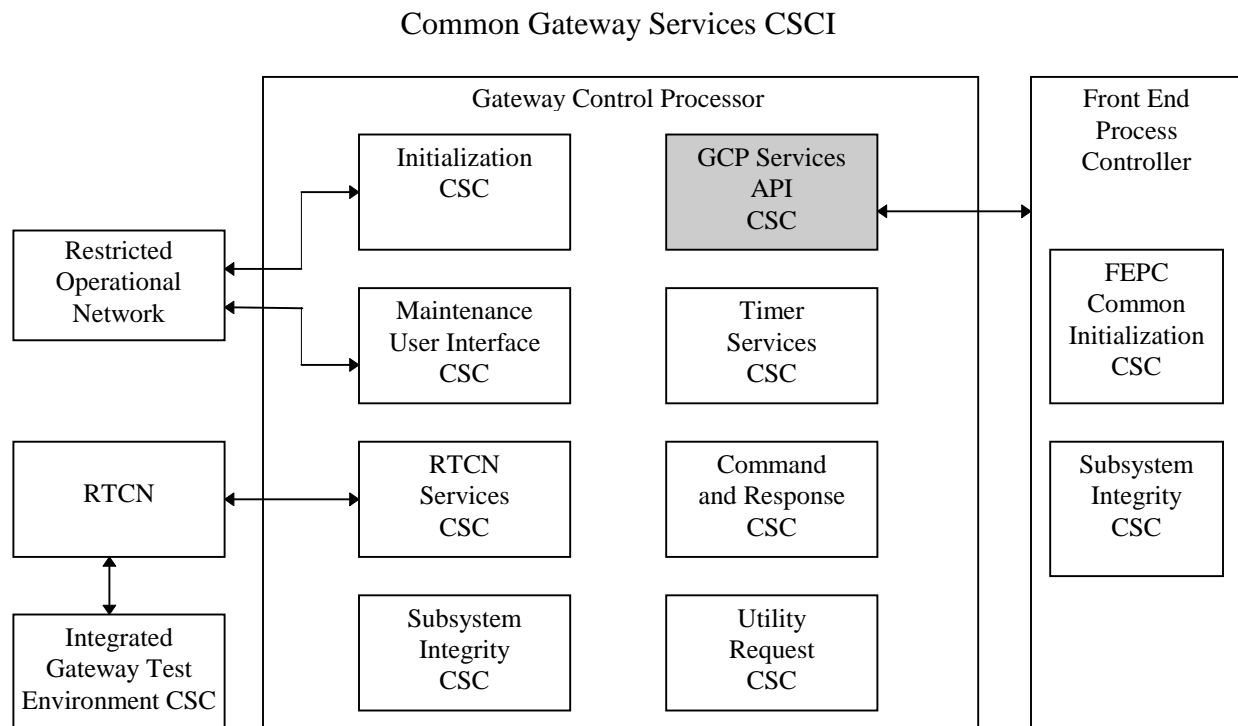 Common Gateway Services CSCI
Gateway Control Processor
Front End
Process
Controller
Initialization
CSC
GCP Services
API
CSC
Restricted
Operational
Network
FEPC
Common
Initialization
CSC
Maintenance
User Interface
CSC
Timer
Services
CSC
RTCN
RTCN
Services
CSC
Command
and Response
CSC
Subsystem
Integrity
CSC
Integrated
Gateway Test
Environment CSC
Subsystem
Integrity
CSC
Utility
Request
CSC